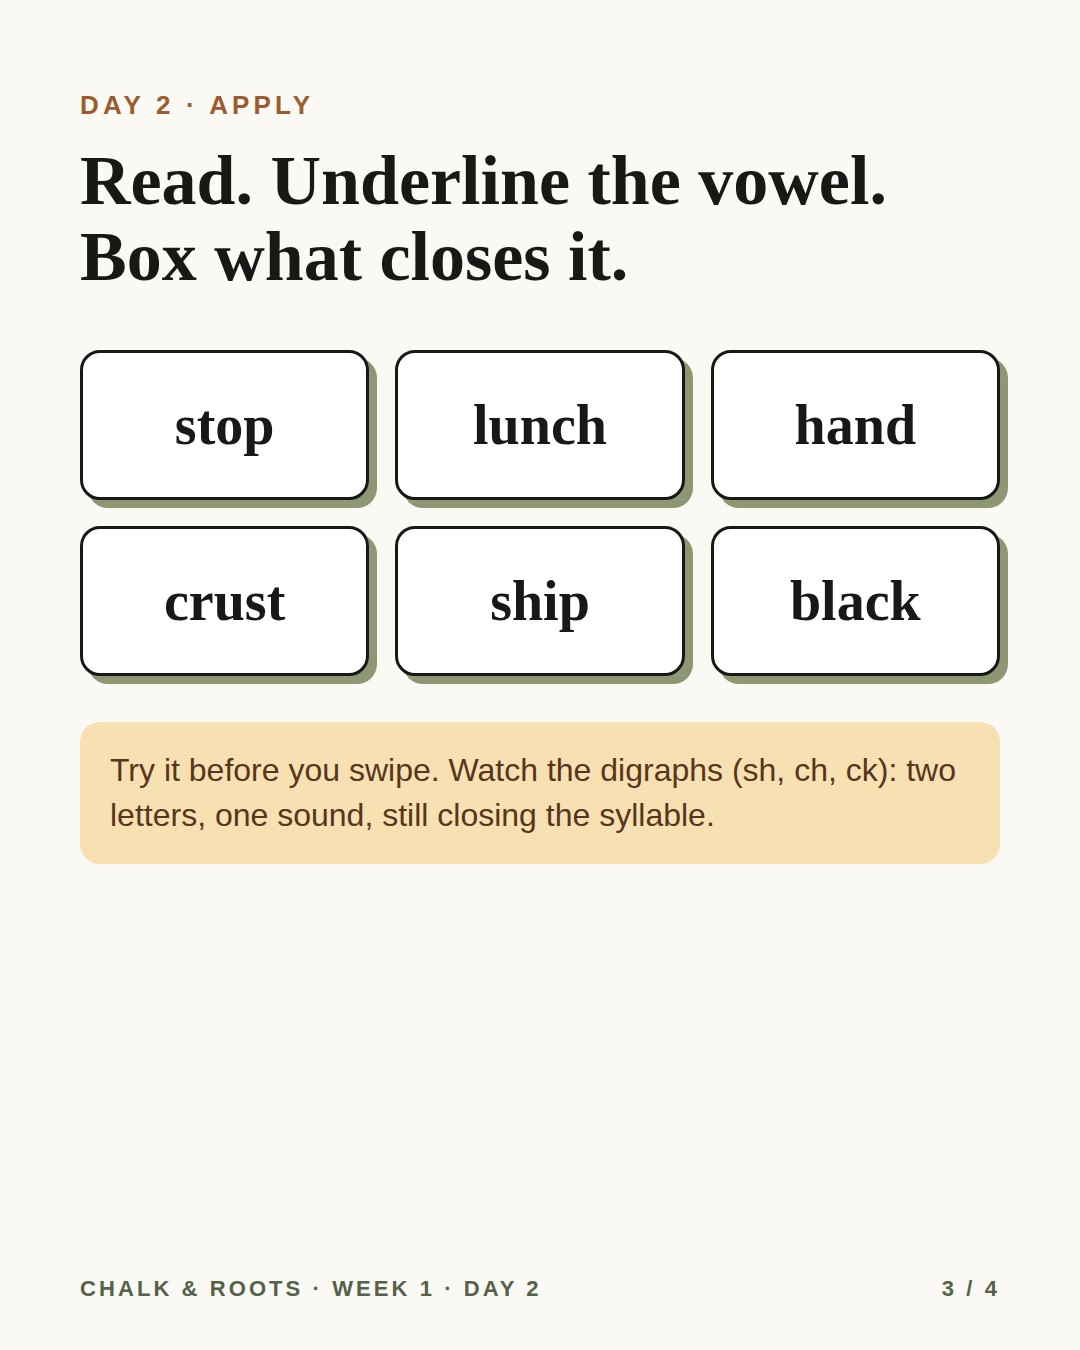 DAY 2 · APPLY
Read. Underline the vowel.
Box what closes it.
stop lunch hand
crust ship black
Try it before you swipe. Watch the digraphs (sh, ch, ck): two
letters, one sound, still closing the syllable.
CHALK & ROOTS · WEEK 1 · DAY 2 3 / 4